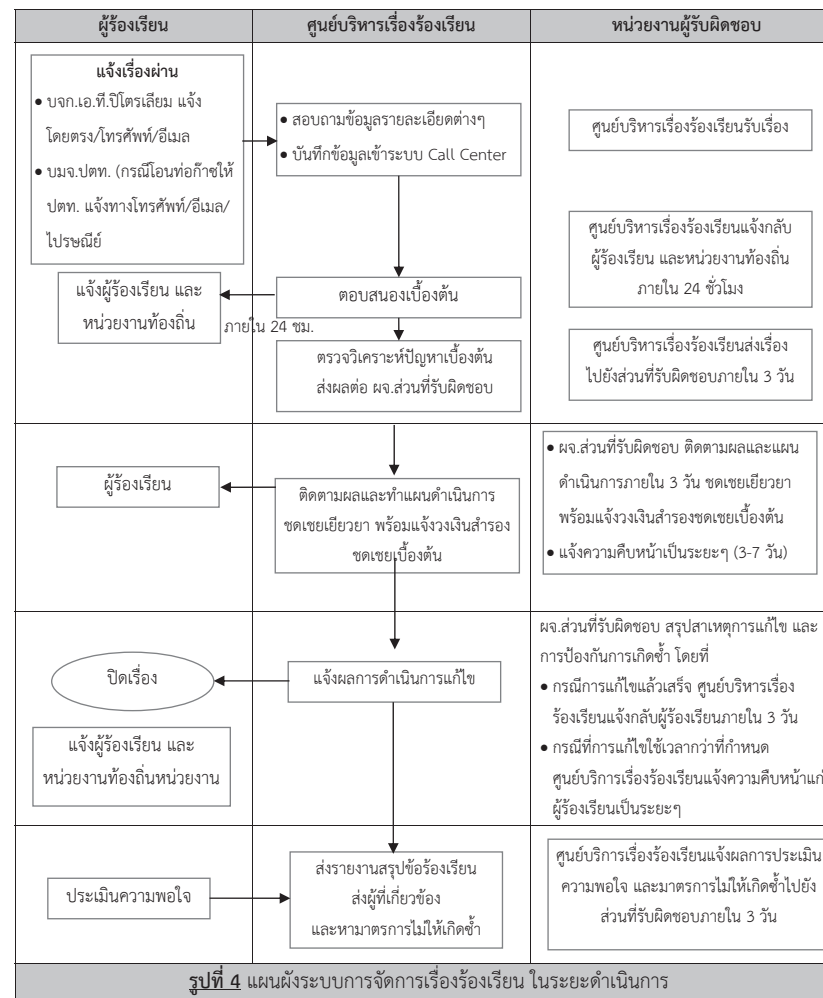 ผู้ร้องเรียน
ศูนย์บริหารเรื่องร้องเรียน
หน่วยงานผู้รับผิดชอบ
แจ้งเรื่องผ่าน
• บจก.เอ.ที.ปิโตรเลียม แจ้ง
โดยตรง/โทรศัพท์/อีเมล
• บมจ.ปตท. (กรณีโอนท่อก๊าซให้
ปตท. แจ้งทางโทรศัพท์/อีเมล/
ไปรษณีย์
• สอบถามข้อมูลรายละเอียดต่างๆ
• บันทึกข้อมูลเข้าระบบ Call Center
ศูนย์บริหารเรื่องร้องเรียนรับเรื่อง
ศูนย์บริหารเรื่องร้องเรียนแจ้งกลับ
ผู้ร้องเรียน และหน่วยงานท้องถิ่น
ภายใน 24 ชั่วโมง
แจ้งผู้ร้องเรียน และ
หน่วยงานท้องถิ่น
ภายใน 24 ชม.
ตอบสนองเบื้องต้น
ตรวจวิเคราะห์ปัญหาเบื้องต้น
ส่งผลต่อ ผจ.ส่วนที่รับผิดชอบ
ศูนย์บริหารเรื่องร้องเรียนส่งเรื่อง
ไปยังส่วนที่รับผิดชอบภายใน 3 วัน
ผู้ร้องเรียน
ติดตามผลและทำแผนดำเนินการ
ชดเชยเยียวยา พร้อมแจ้งวงเงินสำรอง
ชดเชยเบื้องต้น
• ผจ.ส่วนที่รับผิดชอบ ติดตามผลและแผน
ดำเนินการภายใน 3 วัน ชดเชยเยียวยา
พร้อมแจ้งวงเงินสำรองชดเชยเบื้องต้น
• แจ้งความคืบหน้าเป็นระยะๆ (3-7 วัน)
ปิดเรื่อง
แจ้งผู้ร้องเรียน และ
หน่วยงานท้องถิ่นหน่วยงาน
แจ้งผลการดำเนินการแก้ไข
ผจ.ส่วนที่รับผิดชอบ สรุปสาเหตุการแก้ไข และ
การป้องกันการเกิดซ้ำ โดยที่
• กรณีการแก้ไขแล้วเสร็จ ศูนย์บริหารเรื่อง
ร้องเรียนแจ้งกลับผู้ร้องเรียนภายใน 3 วัน
• กรณีที่การแก้ไขใช้เวลากว่าที่กำหนด
ศูนย์บริการเรื่องร้องเรียนแจ้งความคืบหน้าแก่
ผู้ร้องเรียนเป็นระยะๆ
ประเมินความพอใจ
ส่งรายงานสรุปข้อร้องเรียน
ส่งผู้ที่เกี่ยวข้อง
และหามาตรการไม่ให้เกิดซ้ำ
ศูนย์บริการเรื่องร้องเรียนแจ้งผลการประเมิน
ความพอใจ และมาตรการไม่ให้เกิดซ้ำไปยัง
ส่วนที่รับผิดชอบภายใน 3 วัน
รูปที่ 4 แผนผังระบบการจัดการเรื่องร้องเรียน ในระยะดำเนินการ